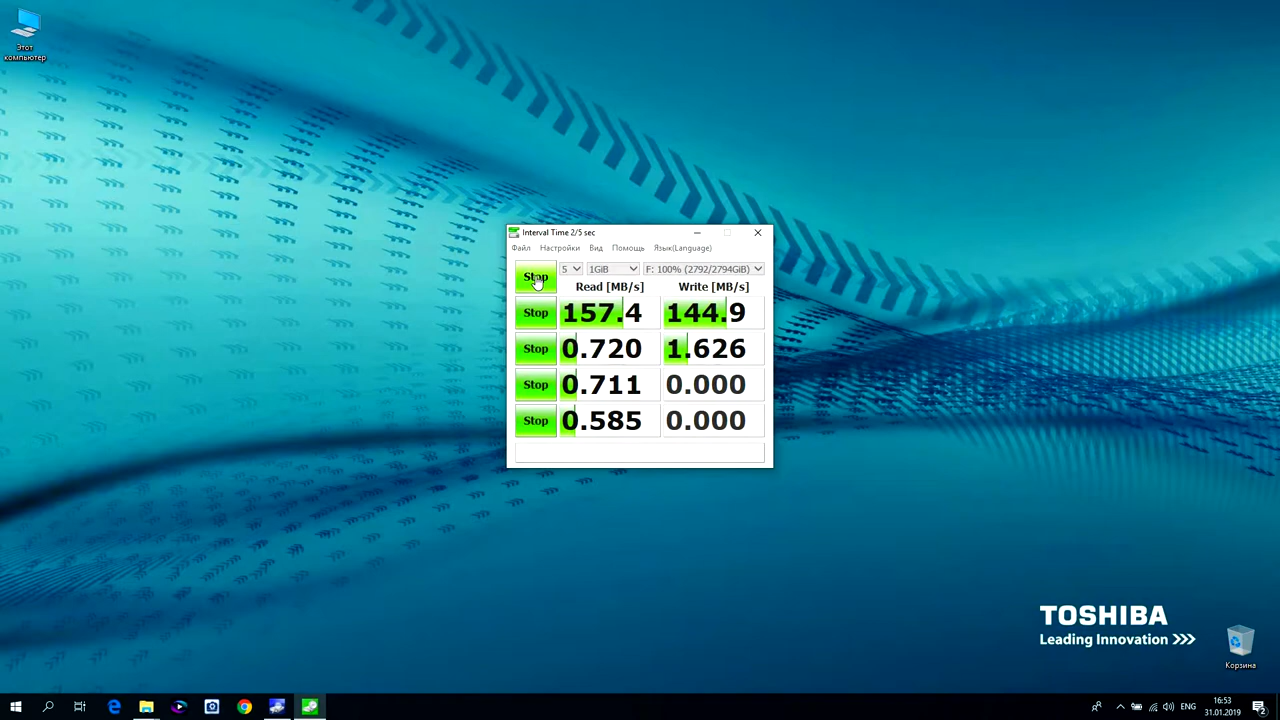 Этот
компьютер
Interval Time 2/5 sec
Файл Настройки Вид Помощь Язык(Language)
Stop 5 1GiB F: 100% (2792/2794GiB)
Read [MB/s] Write [MB/s]
Stop 157.4 144.9
Stop 0.720 1.626
Stop 0.711 0.000
Stop 0.585 0.000
TOSHIBA
Leading Innovation >>>
Корзина
ENG
16:53
31.01.2019
2